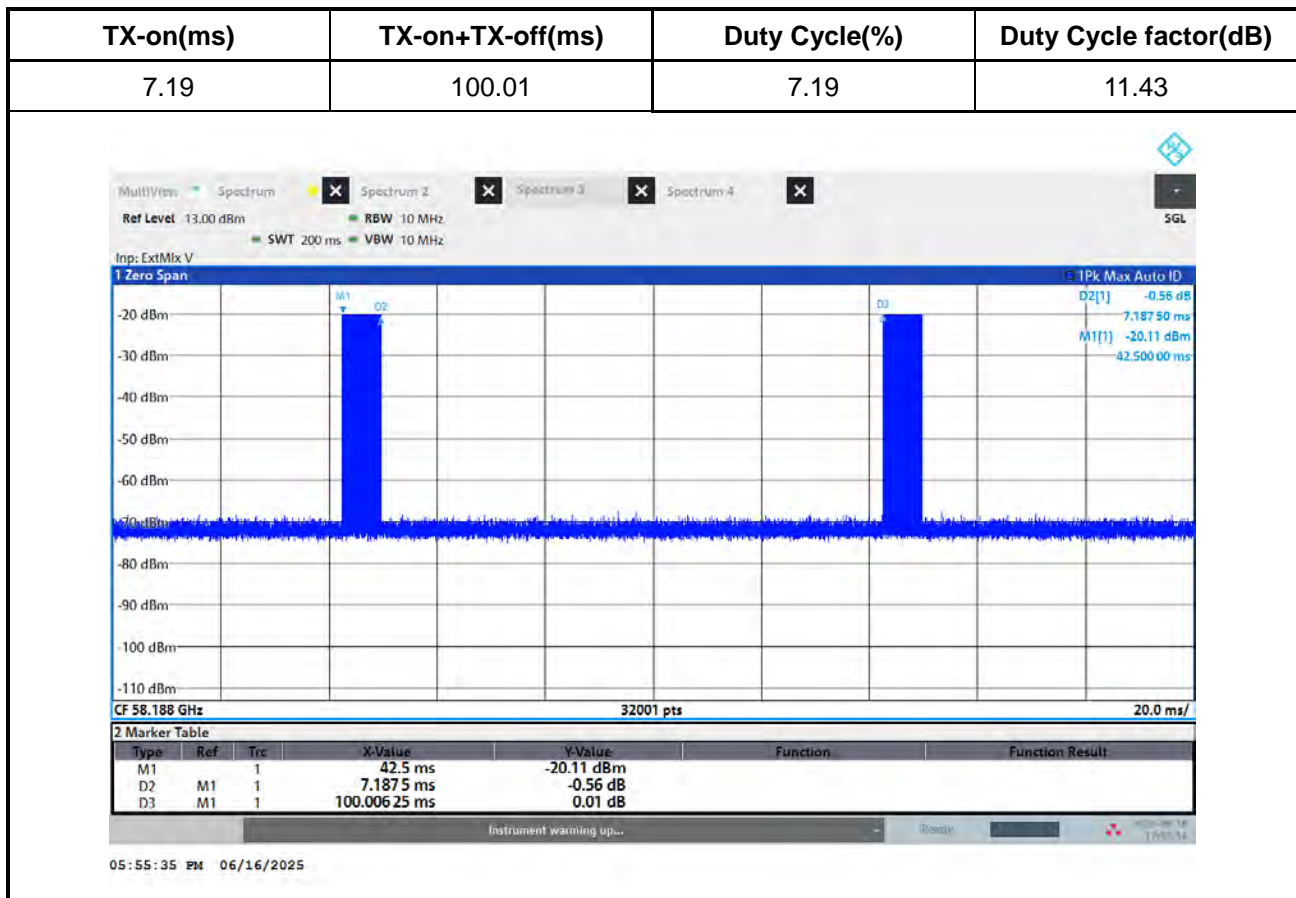 TX-on(ms) TX-on+TX-off(ms) Duty Cycle(%) Duty Cycle factor(dB)
7.19 100.01 7.19 11.43
MultiView Spectrum Spectrum 2 Spectrum 3 Spectrum 4
Ref Level 13.00 dBm RBW 10 MHz SGL
SWT 200 ms VBW 10 MHz
Inp: ExtMix V
1 Zero Span 1Pk Max Auto ID
M1 D2 D3 D2[1] -0.56 dB
-20 dBm 7.187 50 ms
M1[1] -20.11 dBm
-30 dBm 42.500 00 ms
-40 dBm
-50 dBm
-60 dBm
-70 dBm
-80 dBm
-90 dBm
-100 dBm
-110 dBm
CF 58.188 GHz 32001 pts 20.0 ms/
2 Marker Table
Type Ref Trc X-Value Y-Value Function Function Result
M1 1 42.5 ms -20.11 dBm
D2 M1 1 7.187 5 ms -0.56 dB
D3 M1 1 100.006 25 ms 0.01 dB
Instrument warming up... Ready
05:55:35 PM 06/16/2025